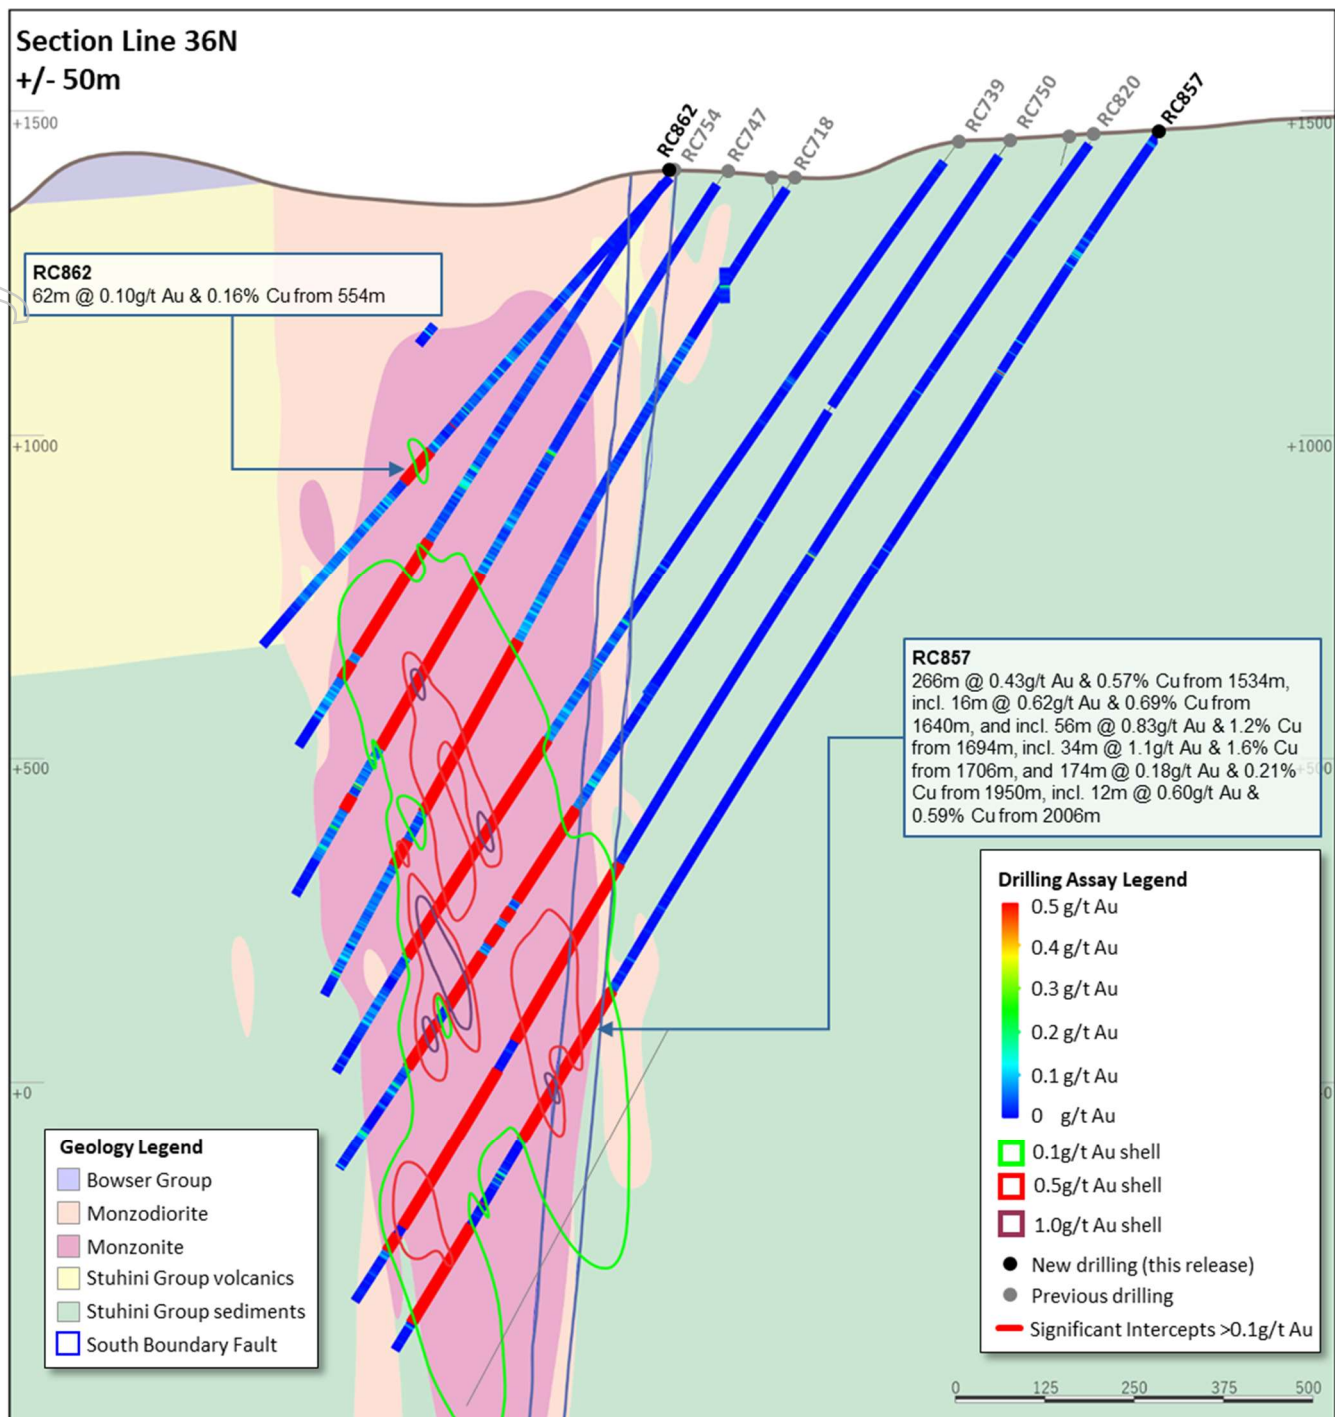 Section Line 36N
+/- 50m
RC862
RC754
RC747
RC718
RC739
RC750
RC820
RC857
+1500
+1500
RC862
62m @ 0.10g/t Au & 0.16% Cu from 554m
+1000
+1000
RC857
266m @ 0.43g/t Au & 0.57% Cu from 1534m,
incl. 16m @ 0.62g/t Au & 0.69% Cu from
1640m, and incl. 56m @ 0.83g/t Au & 1.2% Cu
from 1694m, incl. 34m @ 1.1g/t Au & 1.6% Cu
from 1706m, and 174m @ 0.18g/t Au & 0.21%
Cu from 1950m, incl. 12m @ 0.60g/t Au &
0.59% Cu from 2006m
+500
+500
Drilling Assay Legend
0.5 g/t Au
0.4 g/t Au
0.3 g/t Au
0.2 g/t Au
0.1 g/t Au
0 g/t Au
0.1g/t Au shell
0.5g/t Au shell
1.0g/t Au shell
New drilling (this release)
Previous drilling
Significant Intercepts >0.1g/t Au
+0
Geology Legend
Bowser Group
Monzodiorite
Monzonite
Stuhini Group volcanics
Stuhini Group sediments
South Boundary Fault
0 125 250 375 500